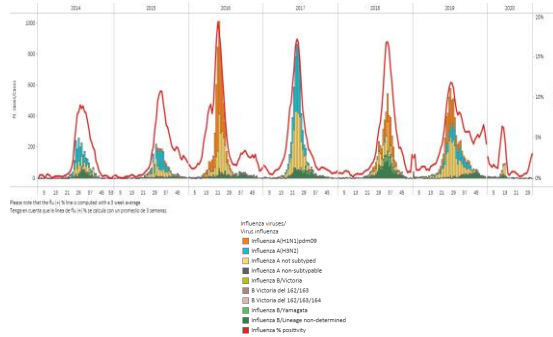 2014 2015 2016 2017 2018 2019 2020
1000
800
600
400
200
0
20%
15%
10%
5%
0%
Please note that the flu (+) % line is computed with a 3 week average
Tenga en cuenta que la línea de flu (+) % se calculo con un promedio de 3 semanas
Influenza viruses/
Virus influenza
Influenza A(H1N1)pdm09
Influenza A(H3N2)
Influenza A not subtyped
Influenza A non-subtypable
Influenza B/Victoria
B Victoria del 162/163
B Victoria del 162/163/164
Influenza B/Yamagata
Influenza B/Lineage non-determined
Influenza % positivity